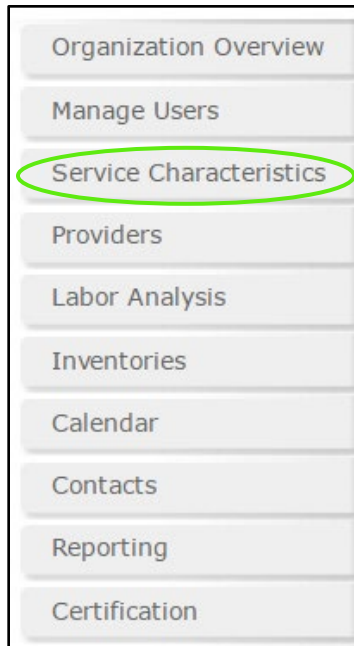 Organization Overview
Manage Users
Service Characteristics
Providers
Labor Analysis
Inventories
Calendar
Contacts
Reporting
Certification